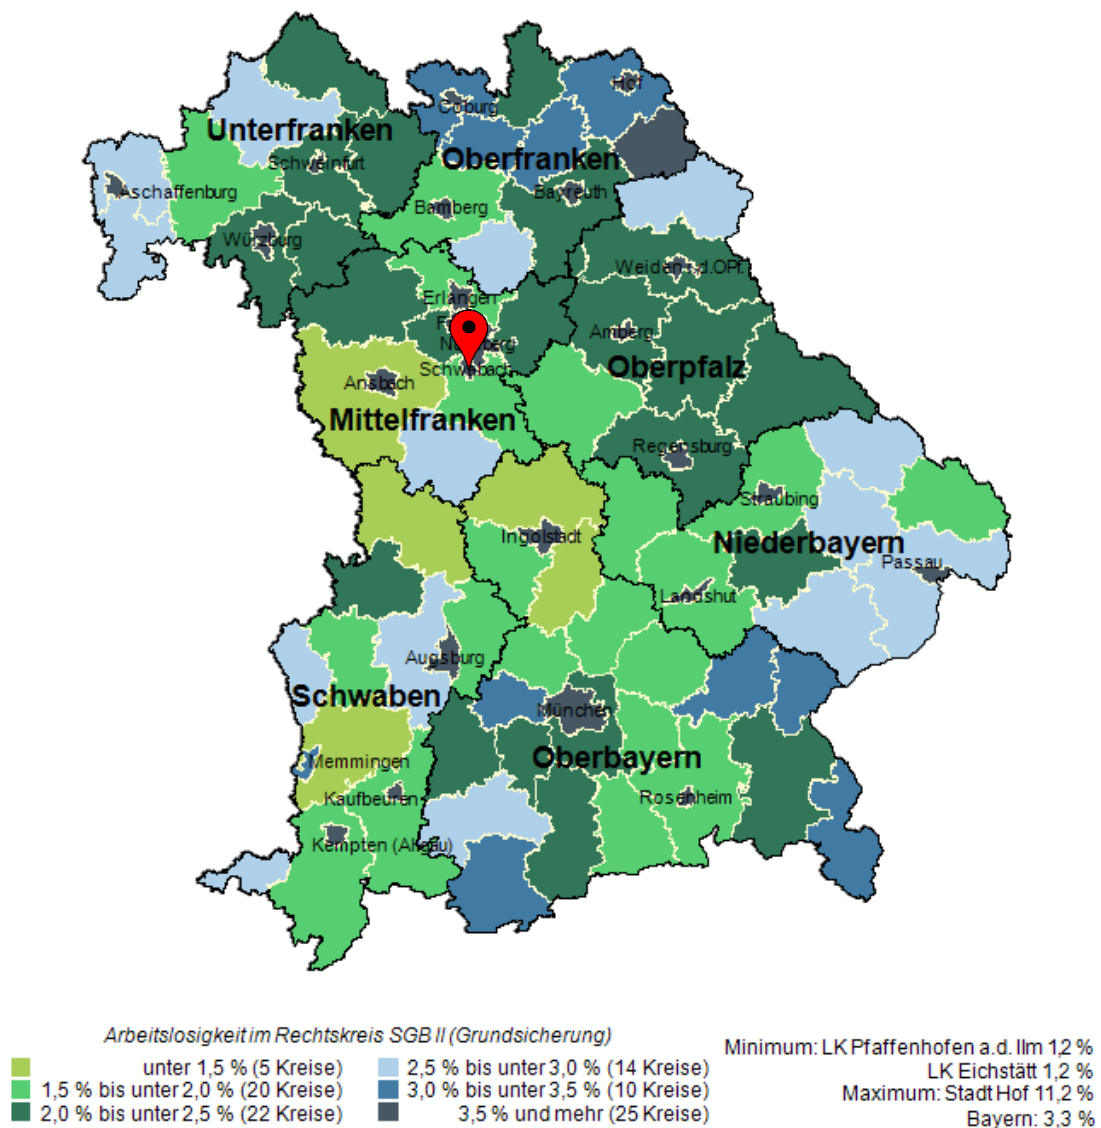 Hof
Coburg
Unterfranken
Oberfranken
Schweinfurt
Aschaffenburg
Bayreuth
Bamberg
Würzburg
Weiden i.d.OPf.
Erlangen
Amberg
Nürnberg
Schwabach
Oberpfalz
Ansbach
Mittelfranken
Regensburg
Straubing
Ingolstadt
Niederbayern
Passau
Landshut
Augsburg
Schwaben
München
Oberbayern
Memmingen
Kaufbeuren
Rosenheim
Kempten (Allgäu)
Arbeitslosigkeit im Rechtskreis SGB II (Grundsicherung)
unter 1,5 % (5 Kreise)
1,5 % bis unter 2,0 % (20 Kreise)
2,0 % bis unter 2,5 % (22 Kreise)
2,5 % bis unter 3,0 % (14 Kreise)
3,0 % bis unter 3,5 % (10 Kreise)
3,5 % und mehr (25 Kreise)
Minimum: LK Pfaffenhofen a.d. Ilm 1,2 %
LK Eichstätt 1,2 %
Maximum: Stadt Hof 11,2 %
Bayern: 3,3 %